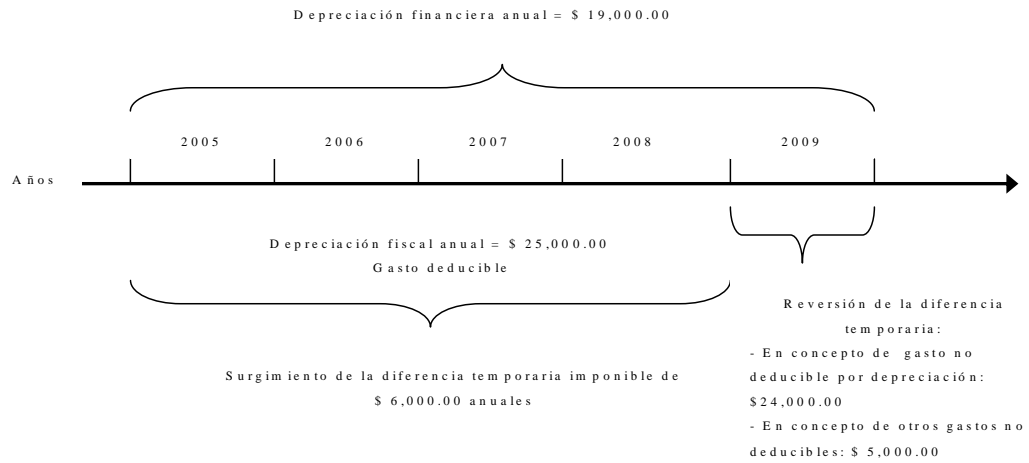 Depreciación financiera anual = $ 19,000.00
2005 2006 2007 2008 2009
Años
Depreciación fiscal anual = $ 25,000.00
Gasto deducible
Surgimiento de la diferencia temporaria imponible de
$ 6,000.00 anuales
Reversión de la diferencia
temporaria:
- En concepto de gasto no
deducible por depreciación:
$24,000.00
- En concepto de otros gastos no
deducibles: $ 5,000.00